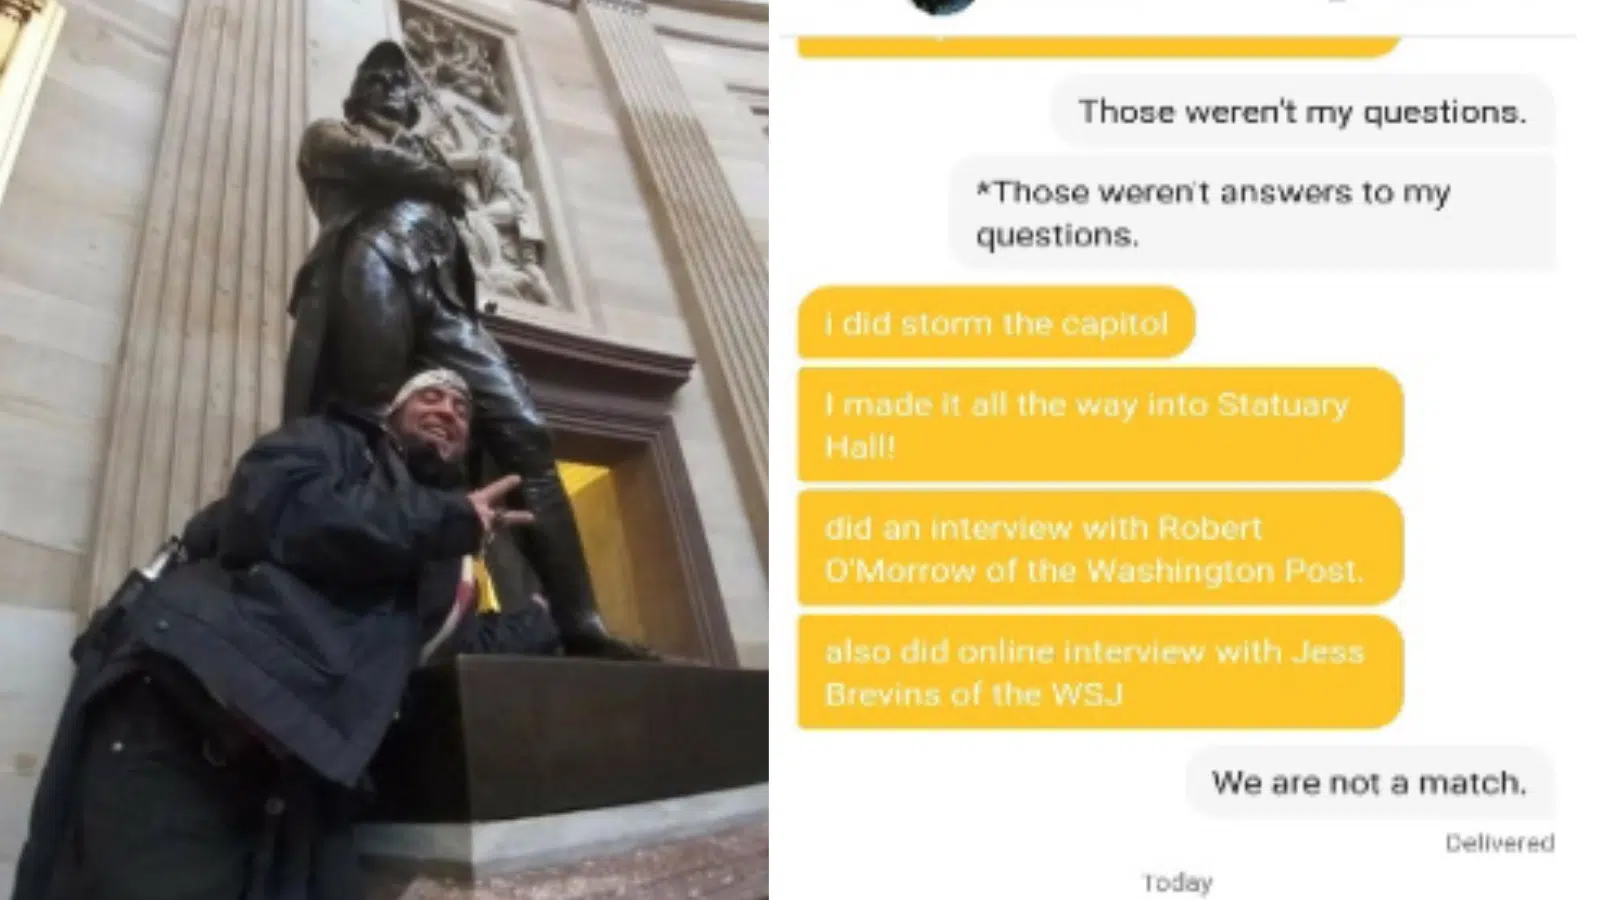 Those weren't my questions.
*Those weren't answers to my
questions.
i did storm the capitol
I made it all the way into Statuary
Hall!
did an interview with Robert
O'Morrow of the Washington Post.
also did online interview with Jess
Brevins of the WSJ
We are not a match.
Delivered
Today